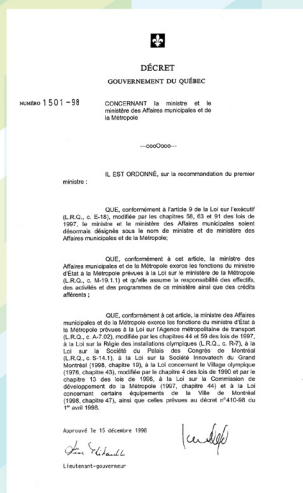 DÉCRET
GOUVERNEMENT DU QUÉBEC
NUMÉRO 1501-98
CONCERNANT la ministre et le
ministère des Affaires municipales et de
la Métropole
---ooo0ooo---
IL EST ORDONNÉ, sur la recommandation du premier
ministre :
QUE, conformément à l'article 9 de la Loi sur l'exécutif
(L.R.Q., c. E-18), modifiée par les chapitres 58, 63 et 91 des lois de
1997, le ministre et le ministère des Affaires municipales soient
désormais désignés sous le nom de ministre et de ministère des
Affaires municipales et de la Métropole;
QUE, conformément à cet article, la ministre des
Affaires municipales et de la Métropole exerce les fonctions du ministre
d'État à la Métropole prévues à la Loi sur le ministère de la Métropole
(L.R.Q., c. M-19.1.1) et qu'elle assume la responsabilité des effectifs,
des activités et des programmes de ce ministère ainsi que des crédits
afférents ;
QUE, conformément à cet article, la ministre des Affaires
municipales et de la Métropole exerce les fonctions du ministre d'État à
la Métropole prévues à la Loi sur l'Agence métropolitaine de transport
(L.R.Q., c. A-7.02), modifiée par les chapitres 44 et 59 des lois de 1997,
à la Loi sur la Régie des installations olympiques (L.R.Q., c. R-7), à la
Loi sur la Société du Palais des Congrès de Montréal
(L.R.Q., c. S-14.1), à la Loi sur la Société Innovatech du Grand
Montréal (1998, chapitre 19), à la Loi concernant le Village olympique
(1976, chapitre 43), modifiée par le chapitre 4 des lois de 1990 et par le
chapitre 13 des lois de 1998, à la Loi sur la Commission de
développement de la Métropole (1997, chapitre 44) et à la Loi
concernant certains équipements de la Ville de Montréal
(1998, chapitre 47), ainsi que celles prévues au décret n° 410-98 du
1er avril 1998.
Approuvé le 15 décembre 1998
Lieutenant-gouverneur